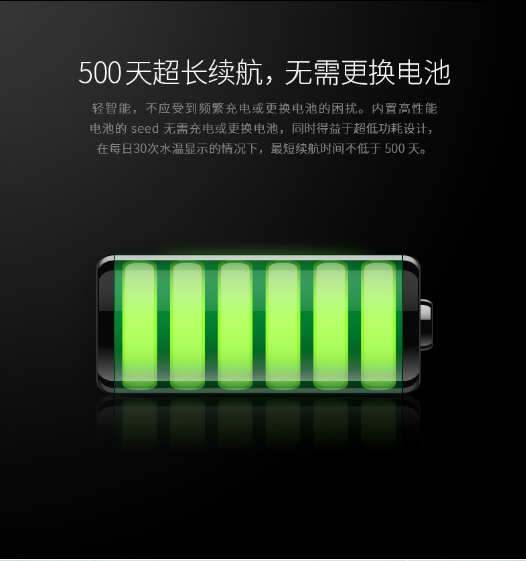 500天超长续航，无需更换电池
轻智能，不应受到频繁充电或更换电池的困扰。内置高性能
电池的 seed 无需充电或更换电池，同时得益于超低功耗设计，
在每日30次水温显示的情况下，最短续航时间不低于 500 天。